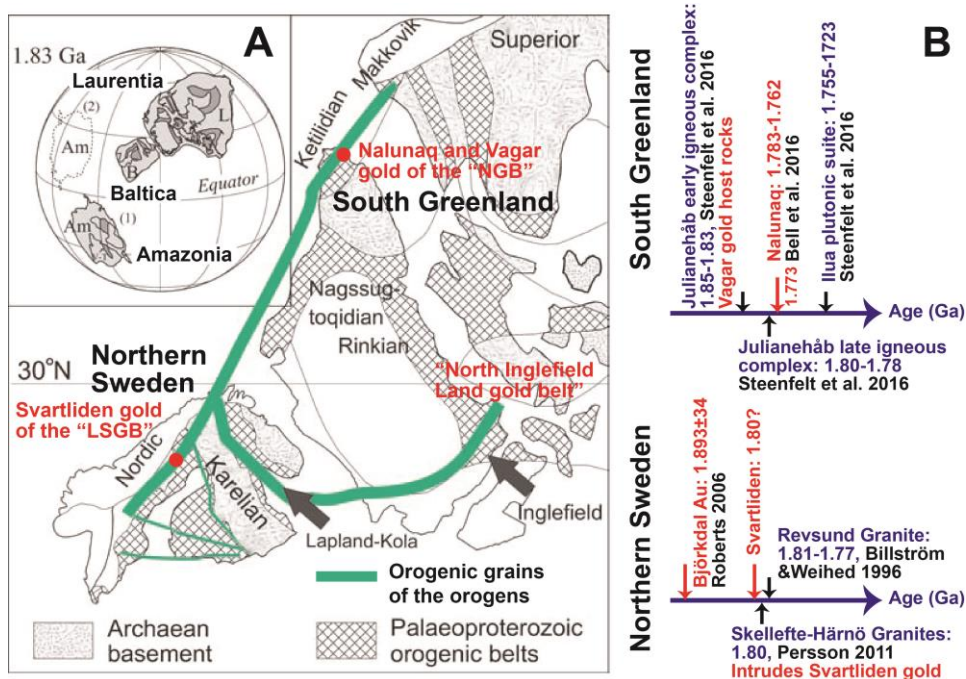 A
1.83 Ga
Laurentia
(2)
L
Am
B
Baltica
Equator
(1)
Am
Amazonia
Makkovik
Superior
Ketilidian
Nalunaq and Vagar
gold of the “NGB”
South Greenland
Nagssug-
toqidian
Rinkian
Northern
Sweden
30°N
“North Inglefield
Land gold belt”
Svartliden gold
of the “LSGB”
Nordic
Karelian
Inglefield
Lapland-Kola
Orogenic grains
of the orogens
Archaean
basement
Palaeoproterozoic
orogenic belts
B
South Greenland
Julianehåb early igneous complex:
1.85-1.83, Steenfelt et al. 2016
Vagar gold host rocks
Nalunaq: 1.783-1.762
1.773 Bell et al. 2016
Ilua plutonic suite: 1.755-1723
Steenfelt et al. 2016
Age (Ga)
Julianehåb late igneous
complex: 1.80-1.78
Steenfelt et al. 2016
Northern Sweden
Björkdal Au: 1.893±34
Roberts 2006
Svartliden: 1.80?
Revsund Granite:
1.81-1.77, Billström
&Weihed 1996
Age (Ga)
Skellefte-Härnö Granites:
1.80, Persson 2011
Intrudes Svartliden gold